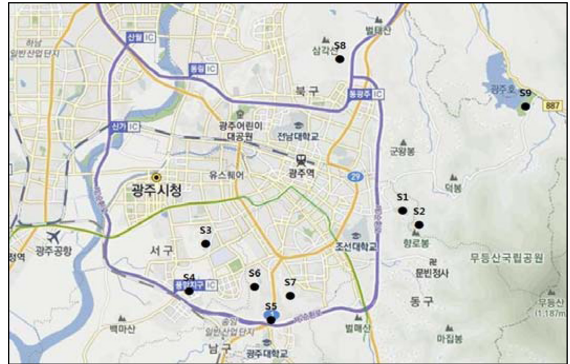 벌태산
S8
삼각산
하남
일반산업단지
산월 IC
동림 IC
북구
동광주 IC
광주호
S9
887
광주어린이
대공원
전남대학교
산가 IC
군왕봉
광주역
유스퀘어
29
덕봉
광주시청
S1
S2
S3
조선대학교
향로봉
광주공항
서구
문빈정사
무등산국립공원
S4
S6
S7
동구
S5
무등산
(1,187m)
백마산
일반산업단지
벌매산
마집봉
남구
광주대학교